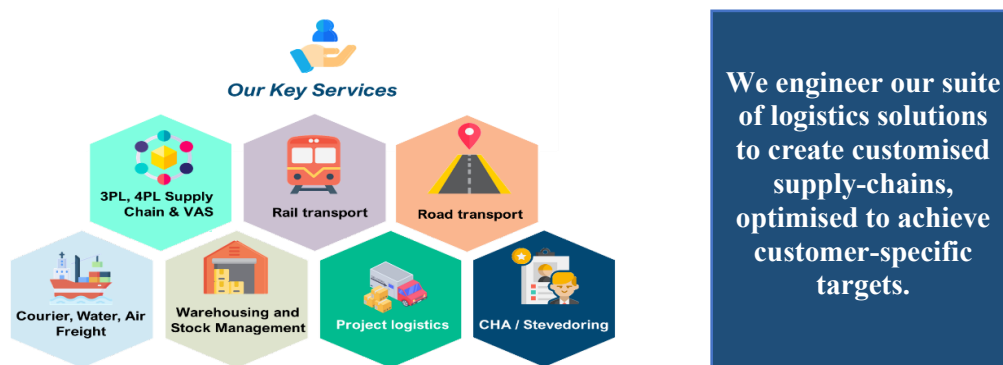 Our Key Services
3PL, 4PL Supply
Chain & VAS
Rail transport
Road transport
Courier, Water, Air
Freight
Warehousing and
Stock Management
Project logistics
CHA / Stevedoring
We engineer our suite
of logistics solutions
to create customised
supply-chains,
optimised to achieve
customer-specific
targets.